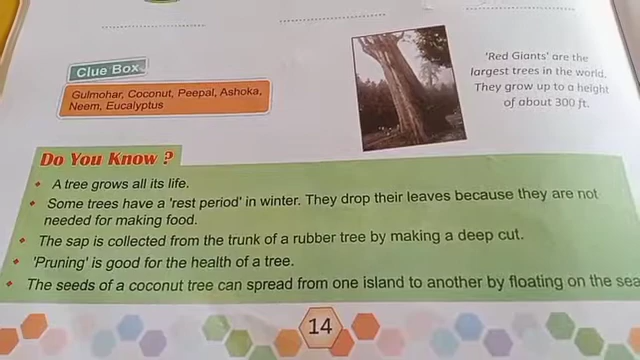 Clue Box
Gulmohar, Coconut, Peepal, Ashoka,
Neem, Eucalyptus
'Red Giants' are the
largest trees in the world.
They grow up to a height
of about 300 ft.
Do You Know ?
A tree grows all its life.
Some trees have a 'rest period' in winter. They drop their leaves because they are not
needed for making food.
The sap is collected from the trunk of a rubber tree by making a deep cut.
'Pruning' is good for the health of a tree.
The seeds of a coconut tree can spread from one island to another by floating on the sea
14